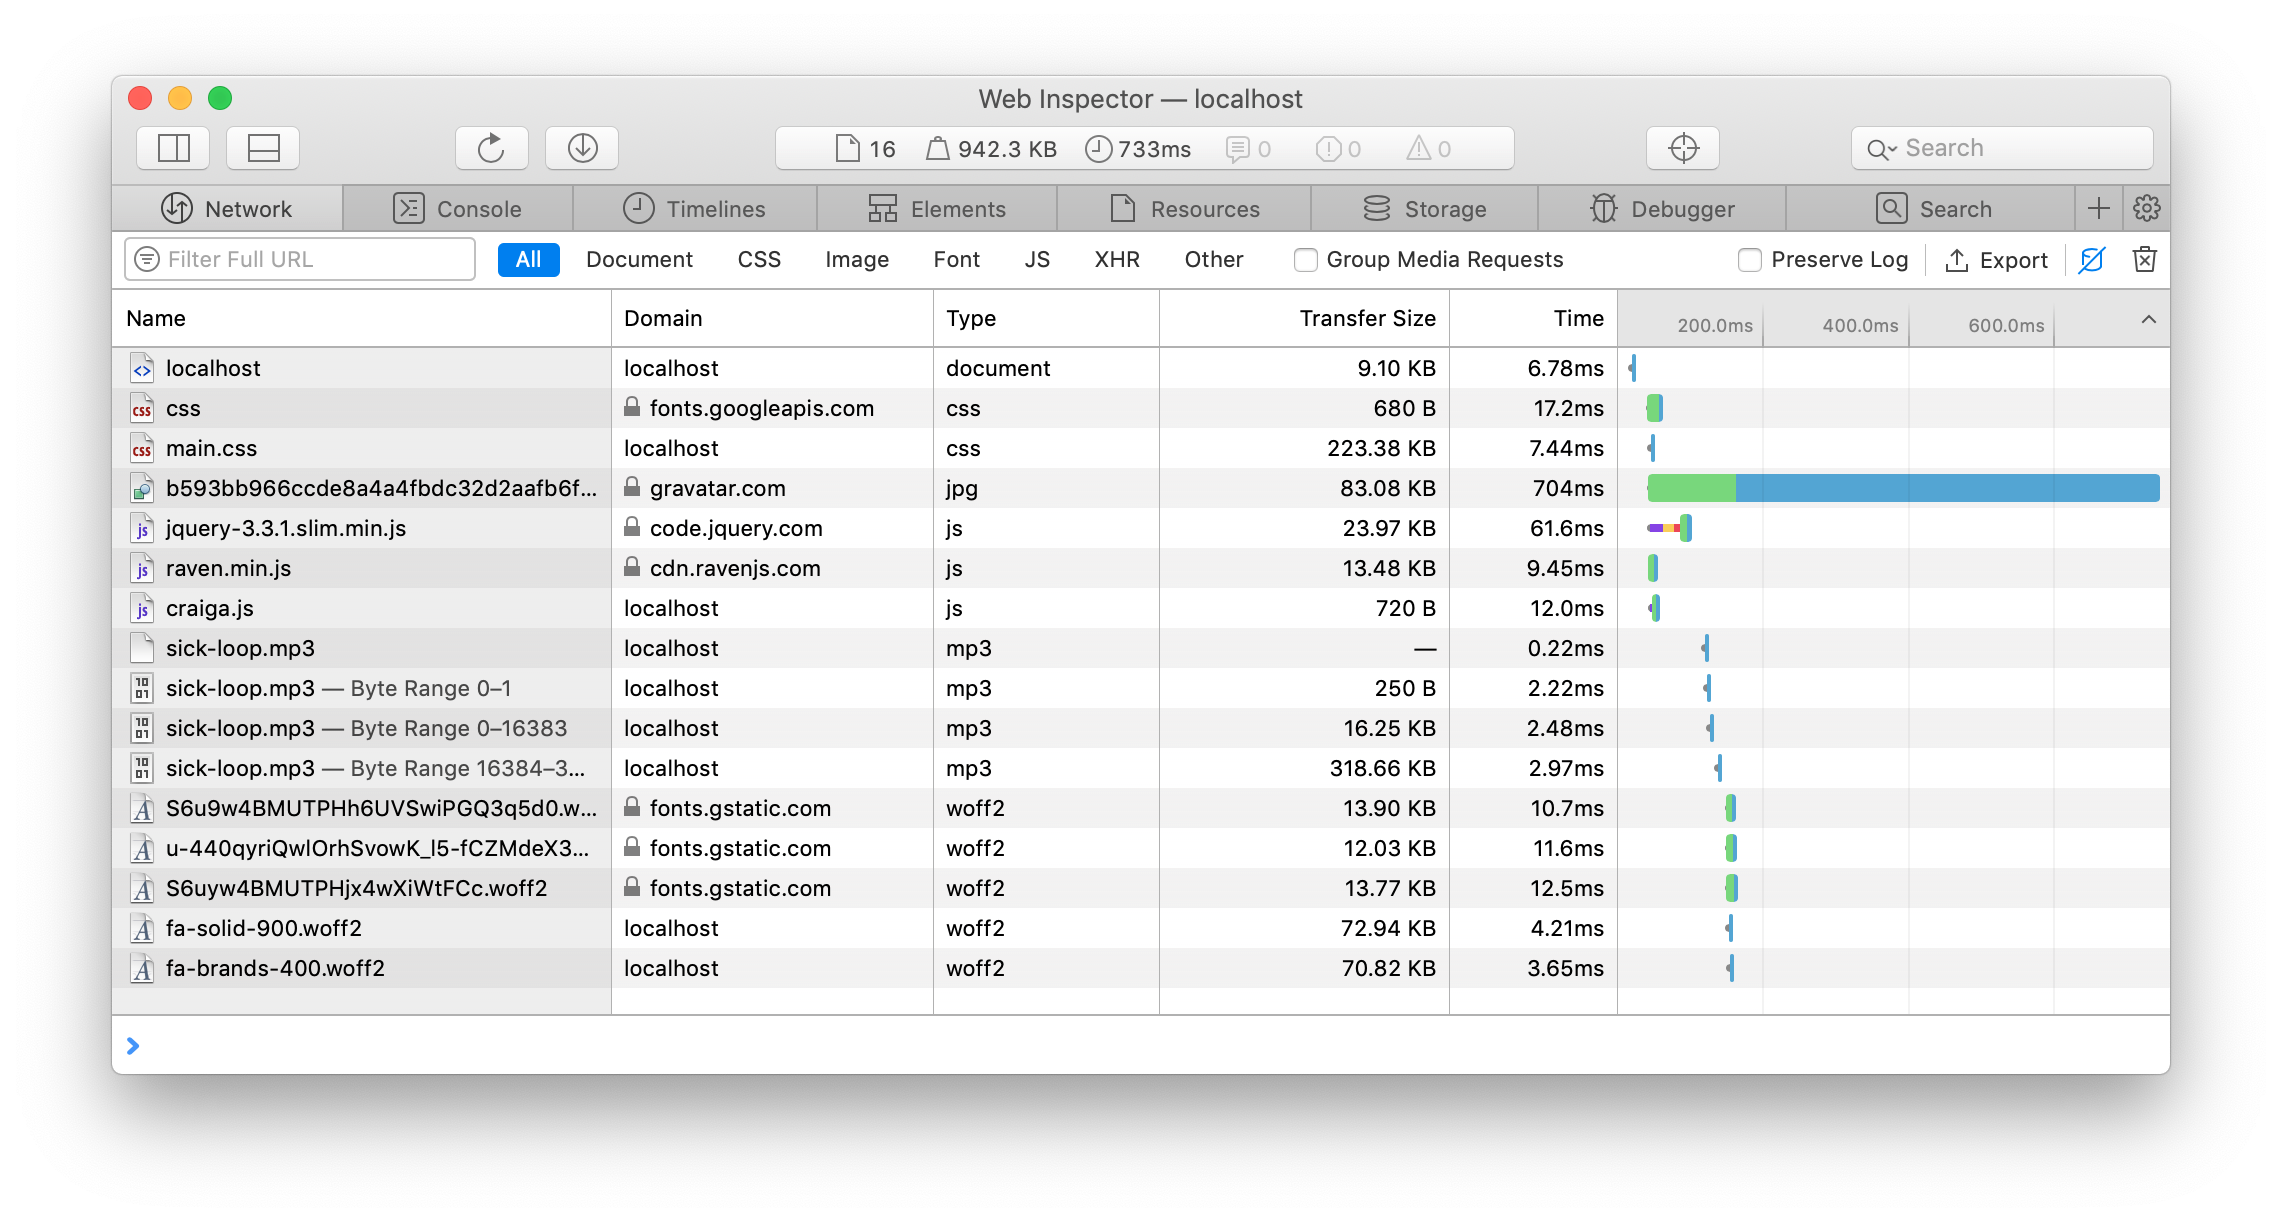 Web Inspector — localhost
16 942.3 KB 733ms 0 0 0 Search
Network Console Timelines Elements Resources Storage Debugger Search
Filter Full URL All Document CSS Image Font JS XHR Other Group Media Requests Preserve Log Export
Name Domain Type Transfer Size Time 200.0ms 400.0ms 600.0ms
<> localhost localhost document 9.10 KB 6.78ms
css css fonts.googleapis.com css 680 B 17.2ms
css main.css localhost css 223.38 KB 7.44ms
b593bb966ccde8a4a4fbdc32d2aafb6f... gravatar.com jpg 83.08 KB 704ms
js jquery-3.3.1.slim.min.js code.jquery.com js 23.97 KB 61.6ms
js raven.min.js cdn.ravenjs.com js 13.48 KB 9.45ms
js craiga.js localhost js 720 B 12.0ms
sick-loop.mp3 localhost mp3 — 0.22ms
10 01 sick-loop.mp3 — Byte Range 0–1 localhost mp3 250 B 2.22ms
10 01 sick-loop.mp3 — Byte Range 0–16383 localhost mp3 16.25 KB 2.48ms
10 01 sick-loop.mp3 — Byte Range 16384–3... localhost mp3 318.66 KB 2.97ms
A S6u9w4BMUTPHh6UVSwiPGQ3q5d0.w... fonts.gstatic.com woff2 13.90 KB 10.7ms
A u-440qyriQwlOrhSvowK_l5-fCZMdeX3... fonts.gstatic.com woff2 12.03 KB 11.6ms
A S6uyw4BMUTPHjx4wXiWtFCc.woff2 fonts.gstatic.com woff2 13.77 KB 12.5ms
A fa-solid-900.woff2 localhost woff2 72.94 KB 4.21ms
A fa-brands-400.woff2 localhost woff2 70.82 KB 3.65ms